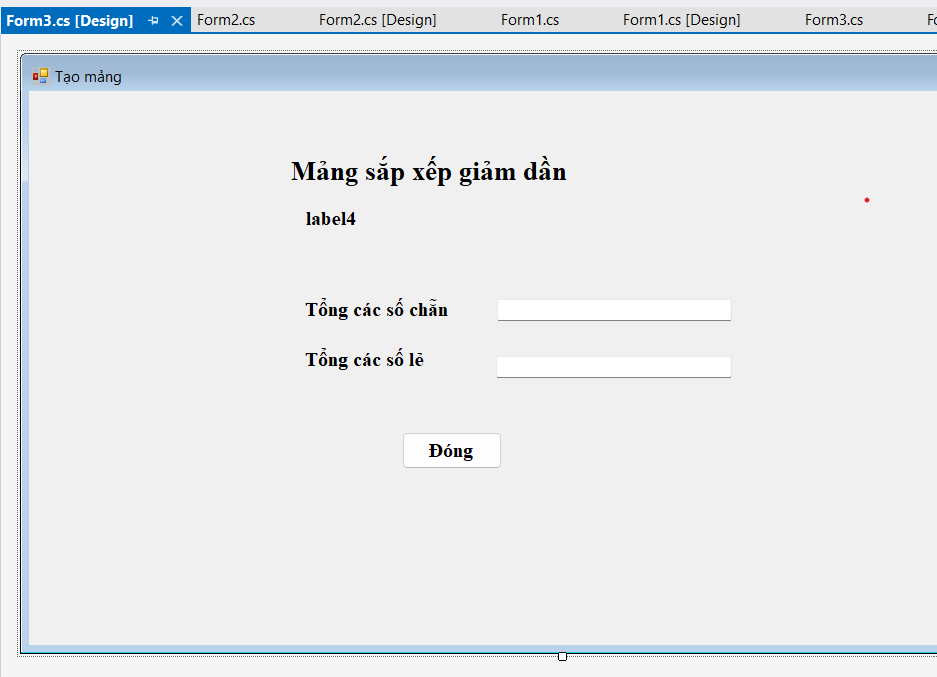 Form3.cs [Design] Form2.cs Form2.cs [Design] Form1.cs Form1.cs [Design] Form3.cs
Tạo mảng
Mảng sắp xếp giảm dần
label4
Tổng các số chẵn
Tổng các số lẻ
Đóng